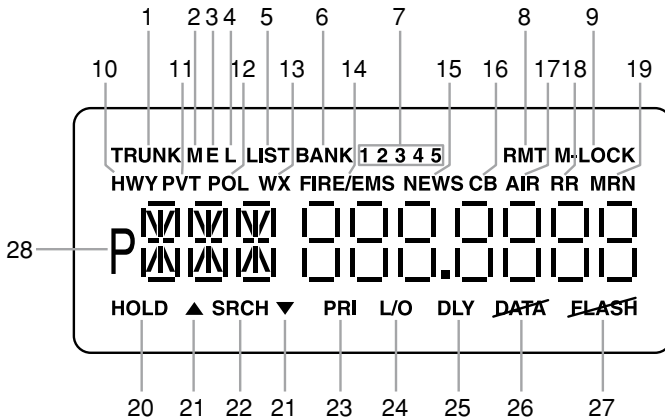 1 2 3 4 5 6 7 8 9
10 11 12 13 14 15 16 17 18 19
TRUNK M E L LIST BANK 1 2 3 4 5 RMT M-LOCK
HWY PVT POL WX FIRE/EMS NEWS CB AIR RR MRN
28 P
HOLD ▲ SRCH ▼ PRI L/O DLY DATA FLASH
20 21 22 21 23 24 25 26 27